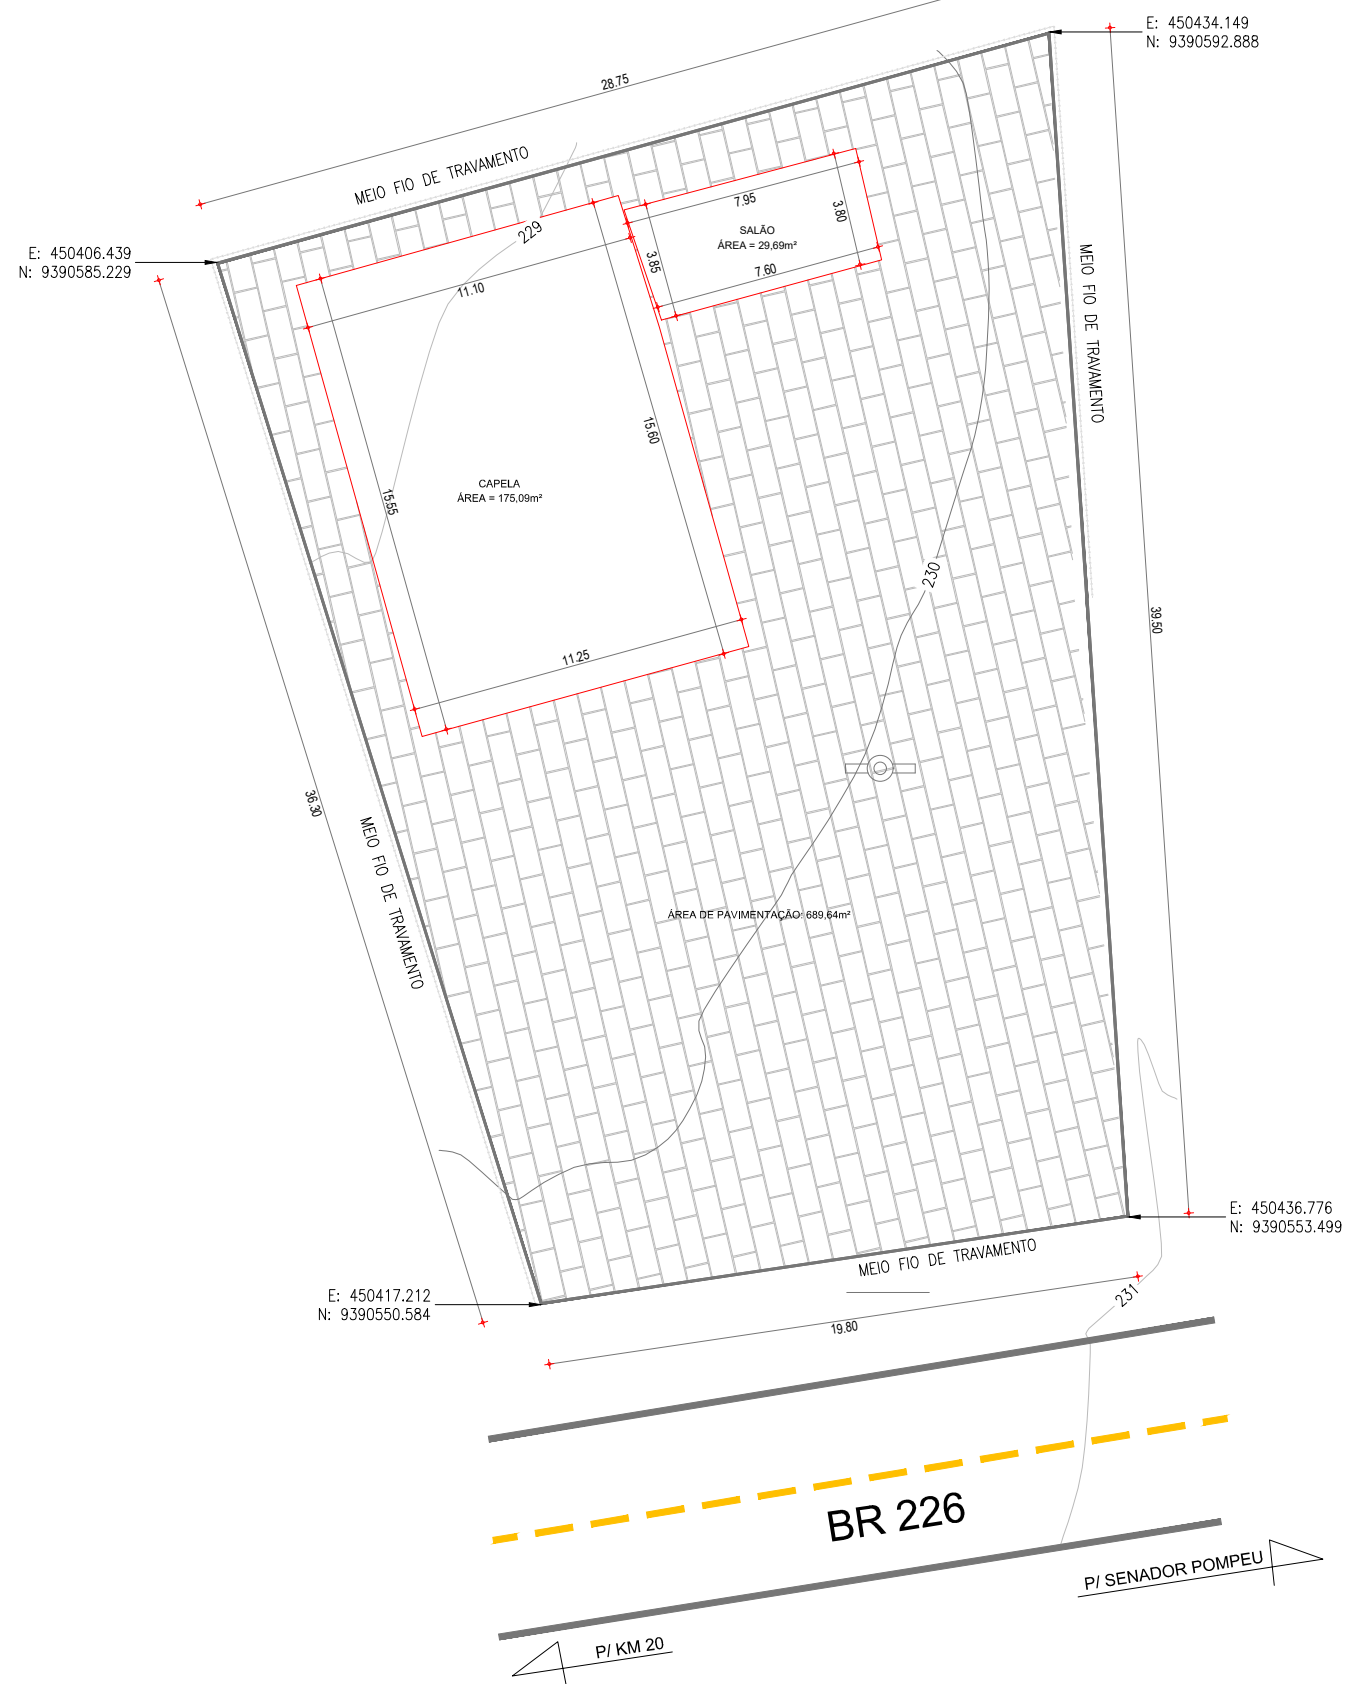 E: 450434.149
N: 9390592.888
28.75
MEIO FIO DE TRAVAMENTO
229
7.95
3.80
SALÃO
ÁREA = 29,69m²
3.85
7.60
E: 450406.439
N: 9390585.229
11.10
MEIO FIO DE TRAVAMENTO
15.60
CAPELA
ÁREA = 175,09m²
15.55
230
39.50
11.25
36.30
MEIO FIO DE TRAVAMENTO
ÁREA DE PAVIMENTAÇÃO: 689,64m²
E: 450436.776
N: 9390553.499
MEIO FIO DE TRAVAMENTO
E: 450417.212
N: 9390550.584
231
19.80
BR 226
P/ SENADOR POMPEU
P/ KM 20